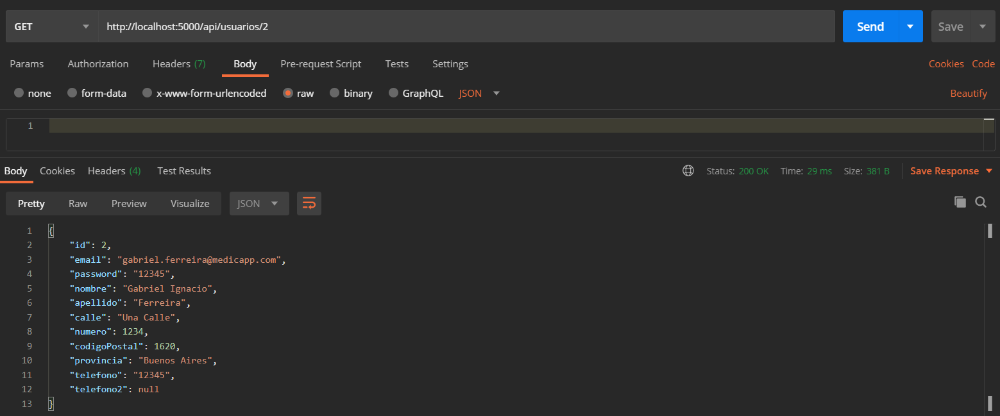 GET http://localhost:5000/api/usuarios/2 Send Save
Params Authorization Headers (7) Body Pre-request Script Tests Settings Cookies Code
none form-data x-www-form-urlencoded raw binary GraphQL JSON Beautify
1
Body Cookies Headers (4) Test Results Status: 200 OK Time: 29 ms Size: 381 B Save Response
Pretty Raw Preview Visualize JSON
1 {
2 "id": 2,
3 "email": "gabriel.ferreira@medicapp.com",
4 "password": "12345",
5 "nombre": "Gabriel Ignacio",
6 "apellido": "Ferreira",
7 "calle": "Una Calle",
8 "numero": 1234,
9 "codigoPostal": 1620,
10 "provincia": "Buenos Aires",
11 "telefono": "12345",
12 "telefono2": null
13 }